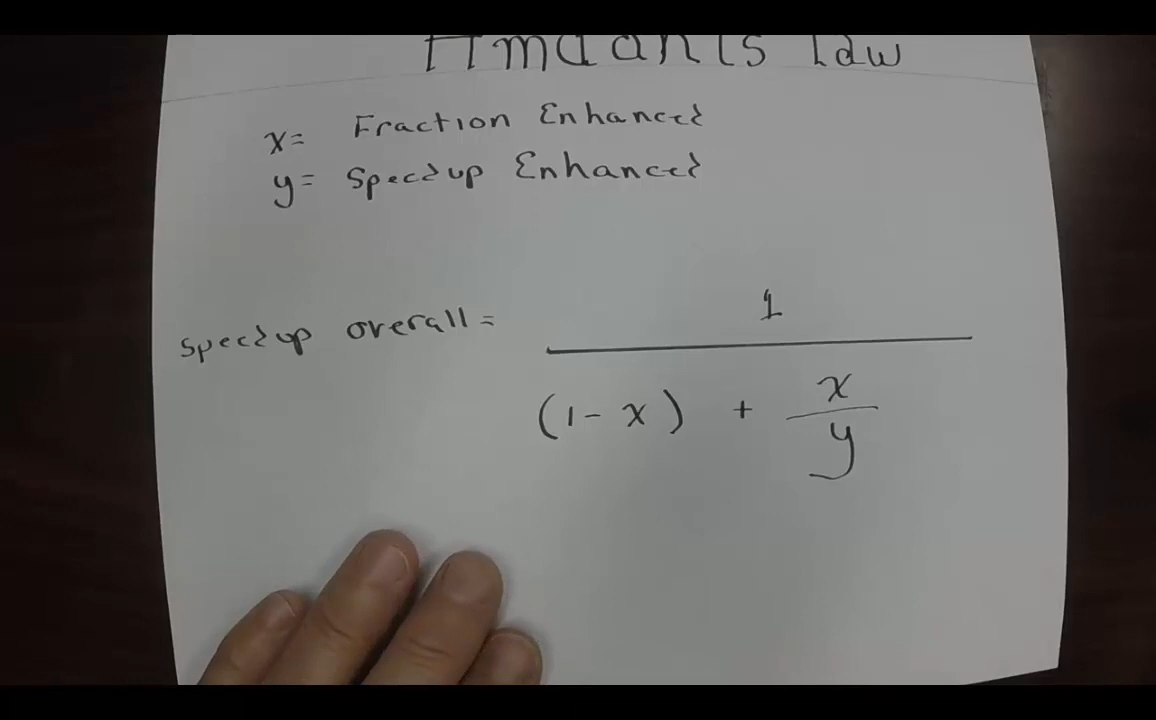 Amdahl's law
x= Fraction Enhanced
y= Speedup Enhanced
speedup overall = 1
(1-x) + x
y